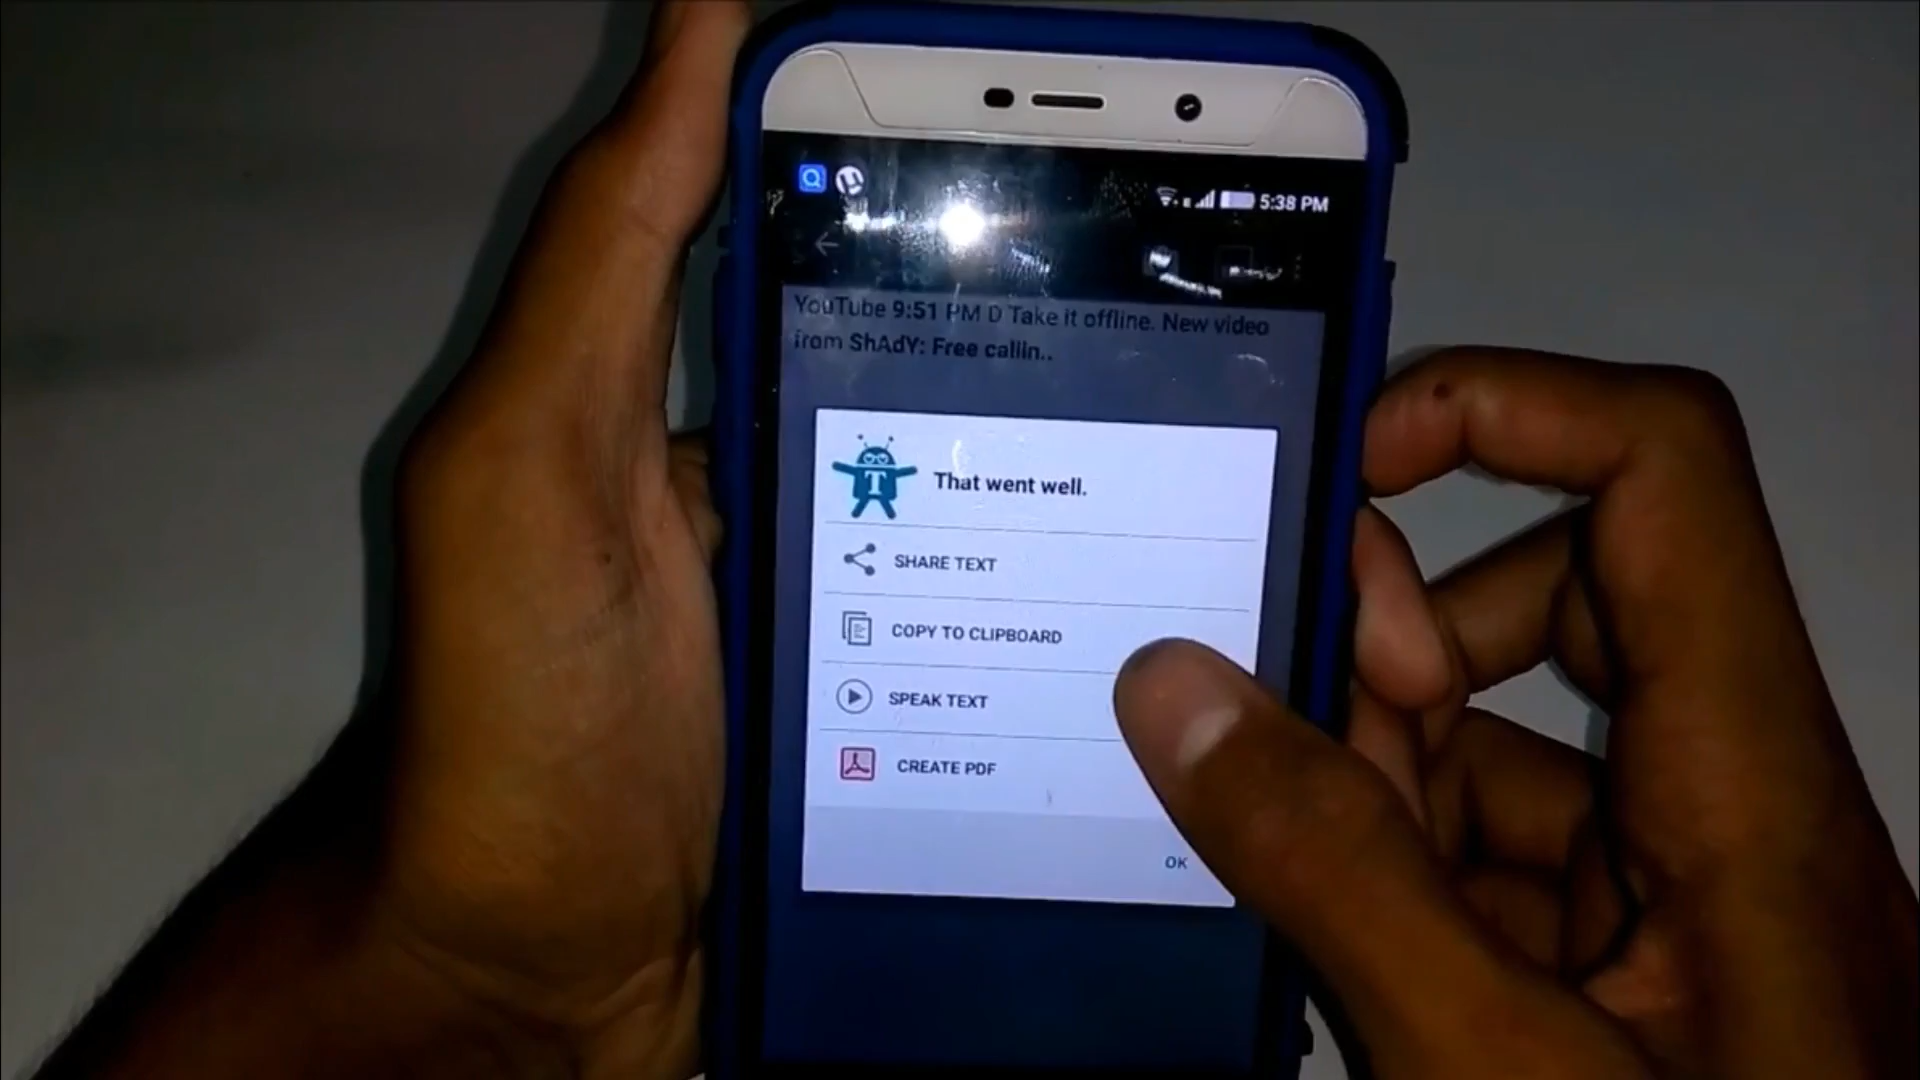 5:38 PM
YouTube 9:51 PM D Take it offline. New video
from ShAdY: Free callin..
T
That went well.
SHARE TEXT
COPY TO CLIPBOARD
SPEAK TEXT
CREATE PDF
OK